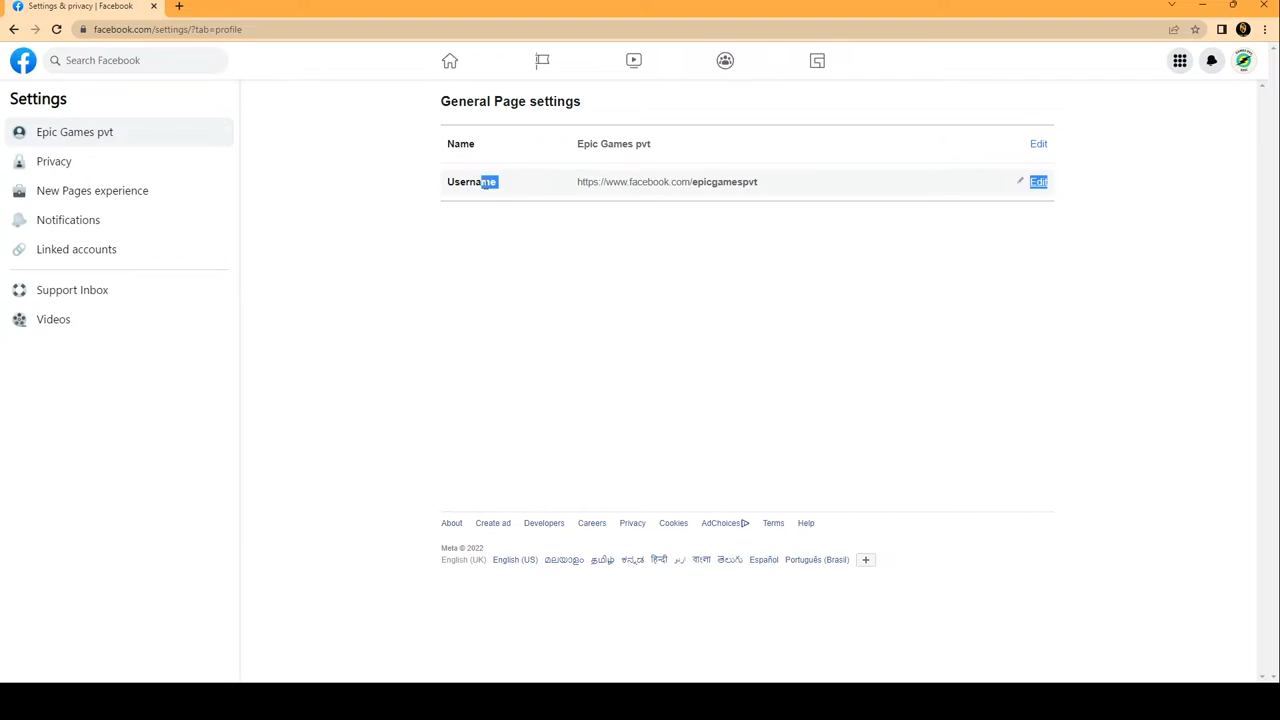 Settings & privacy | Facebook
facebook.com/settings/?tab=profile
Search Facebook
Settings
Epic Games pvt
Privacy
New Pages experience
Notifications
Linked accounts
Support Inbox
Videos
General Page settings
Name Epic Games pvt Edit
Username https://www.facebook.com/epicgamespvt Edit
About Create ad Developers Careers Privacy Cookies AdChoices Terms Help
Meta © 2022
English (UK) English (US) മലയാളം தமிழ் ಕನ್ನಡ हिन्दी اردو বাংলা తెలుగు Español Português (Brasil)